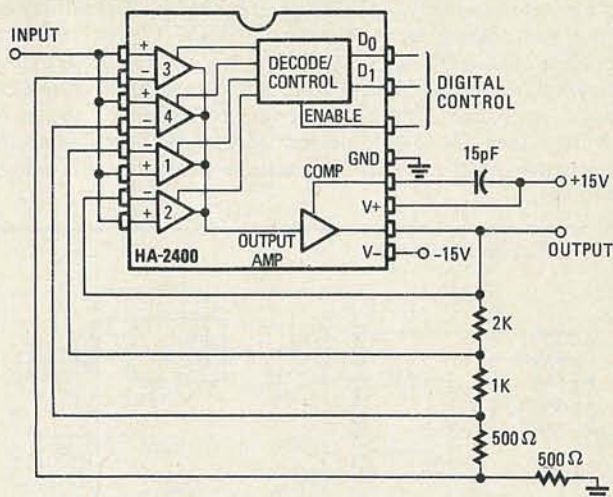 INPUT
+
−
3
+
−
4
−
+
1
−
+
2
DECODE/
CONTROL
ENABLE
D0
D1
DIGITAL
CONTROL
GND
COMP
15pF
+15V
V+
OUTPUT
AMP
OUTPUT
HA-2400
V−
−15V
2K
1K
500Ω
500Ω